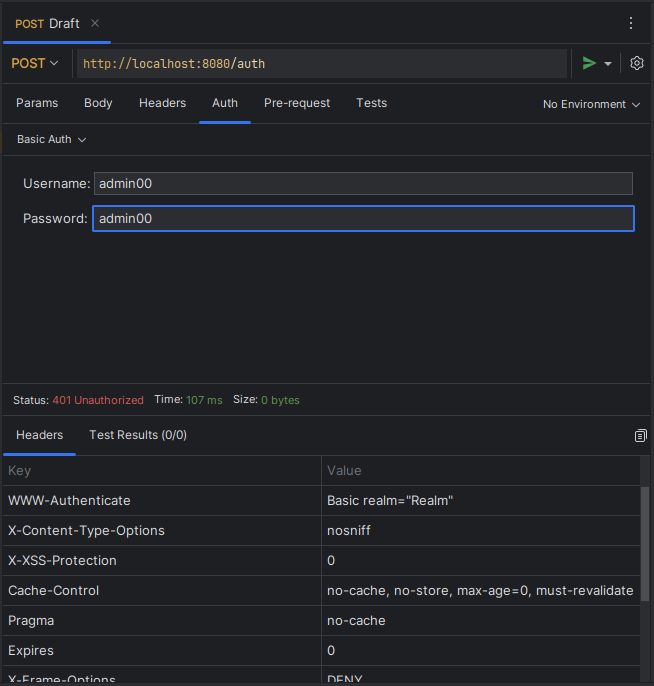 POST Draft
POST http://localhost:8080/auth
Params Body Headers Auth Pre-request Tests No Environment
Basic Auth
Username: admin00
Password: admin00
Status: 401 Unauthorized Time: 107 ms Size: 0 bytes
Headers Test Results (0/0)
Key Value
WWW-Authenticate Basic realm="Realm"
X-Content-Type-Options nosniff
X-XSS-Protection 0
Cache-Control no-cache, no-store, max-age=0, must-revalidate
Pragma no-cache
Expires 0
X-Frame-Options DENY